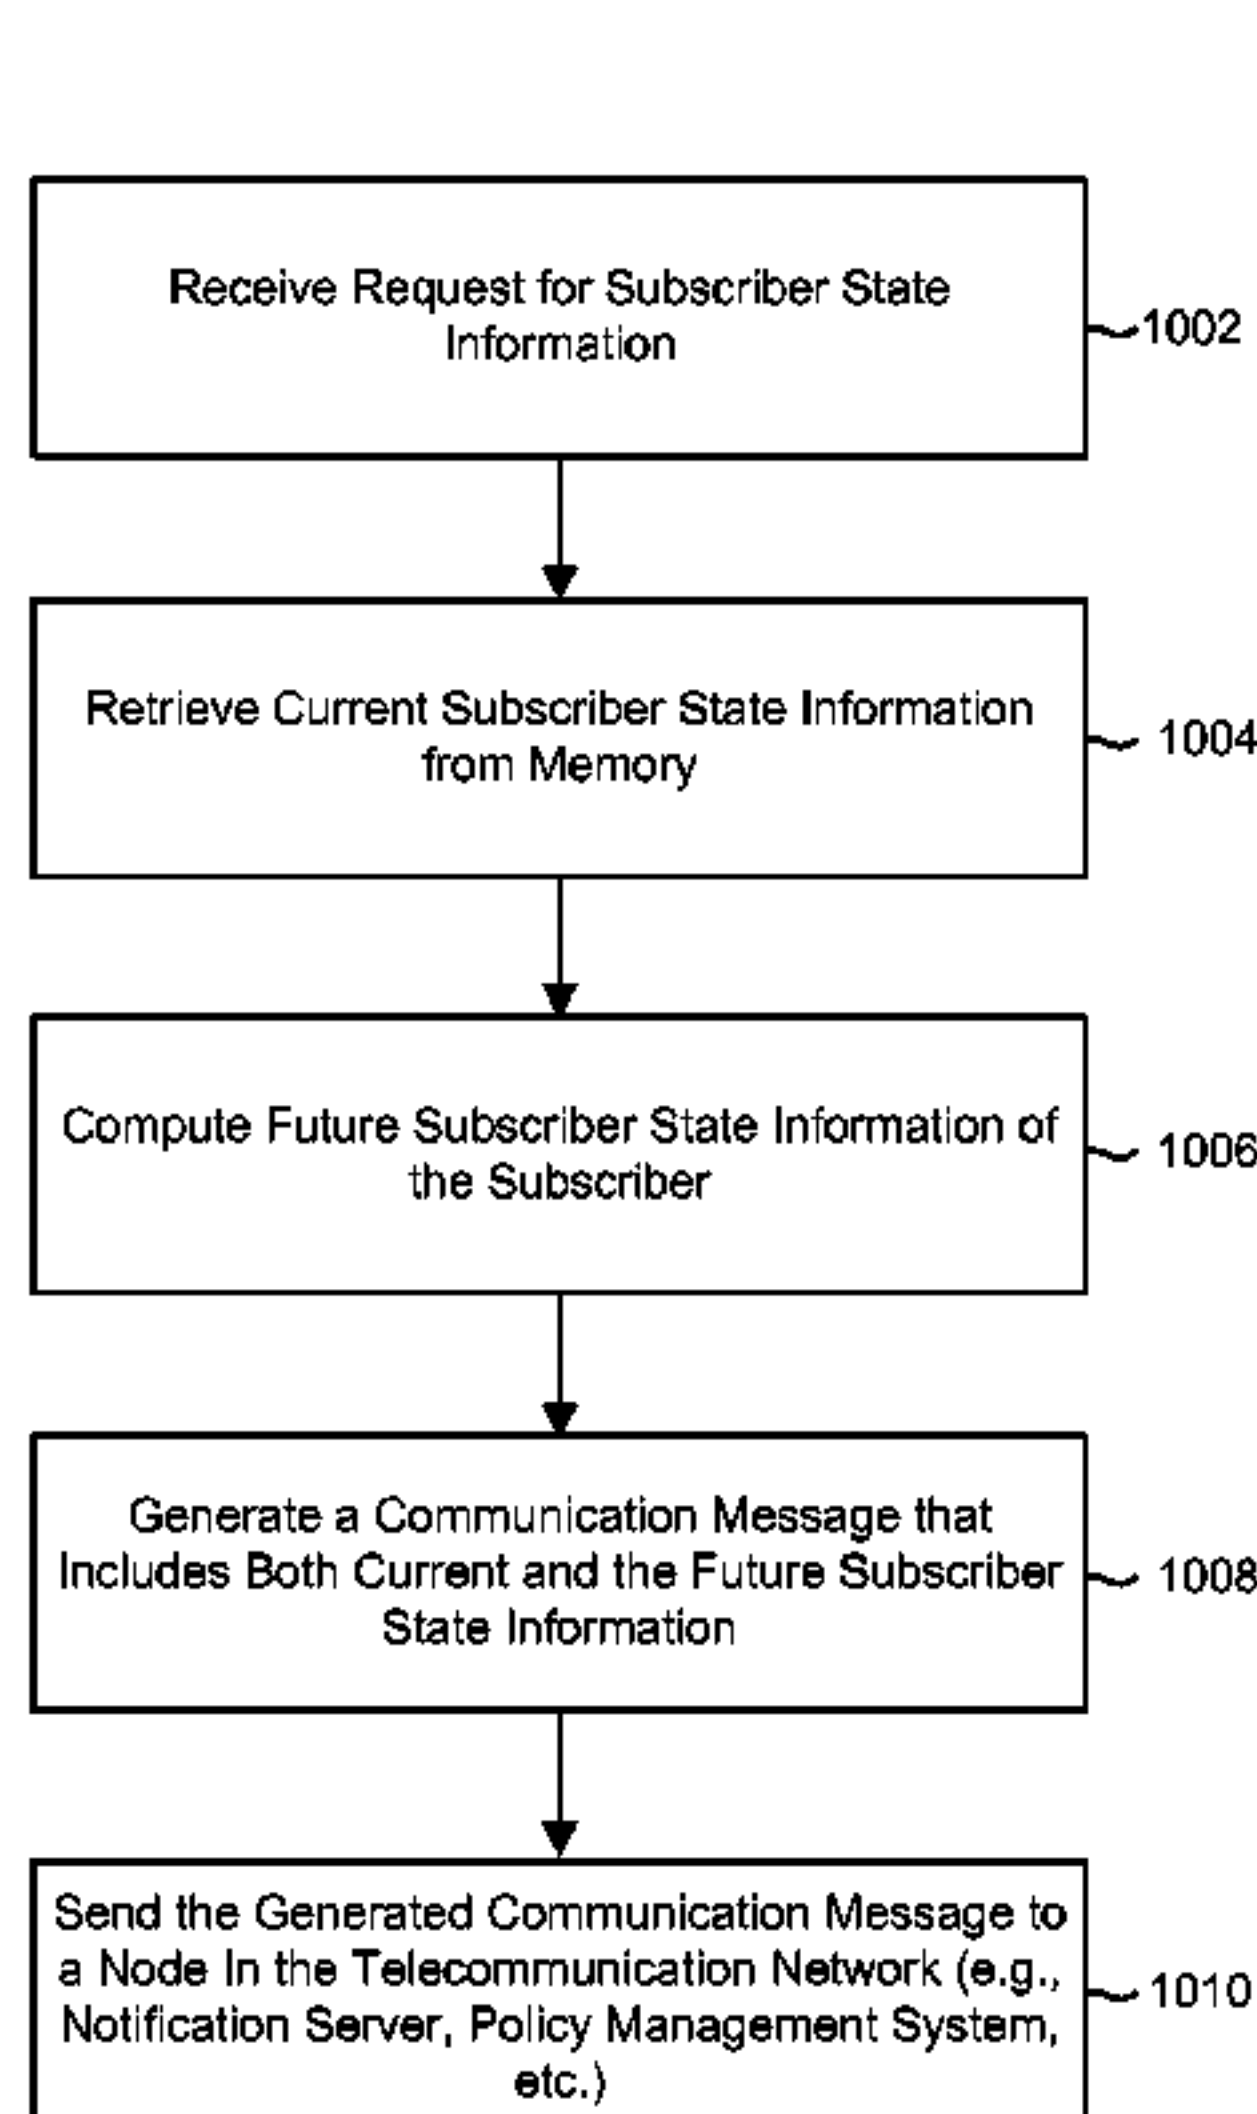 Receive Request for Subscriber State
Information
1002
Retrieve Current Subscriber State Information
from Memory
1004
Compute Future Subscriber State Information of
the Subscriber
1006
Generate a Communication Message that
Includes Both Current and the Future Subscriber
State Information
1008
Send the Generated Communication Message to
a Node In the Telecommunication Network (e.g.,
Notification Server, Policy Management System,
etc.)
1010